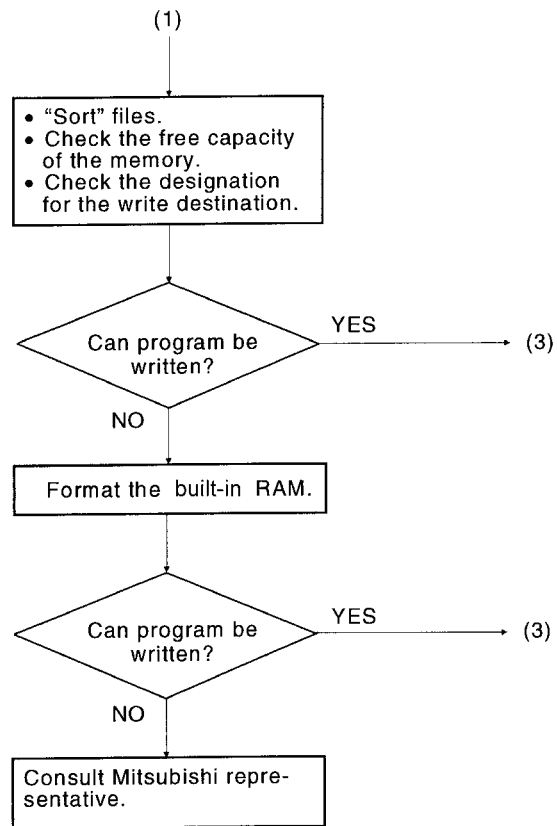 (1)
• “Sort” files.
• Check the free capacity
of the memory.
• Check the designation
for the write destination.
Can program be
written?
YES
(3)
NO
Format the built-in RAM.
Can program be
written?
YES
(3)
NO
Consult Mitsubishi repre-
sentative.